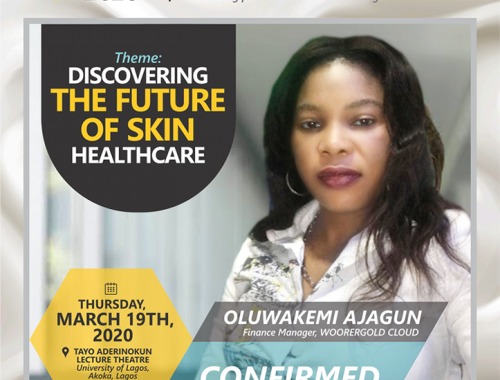 Theme:
DISCOVERING
THE FUTURE
OF SKIN
HEALTHCARE
THURSDAY,
MARCH 19TH,
2020
TAYO ADERINOKUN
LECTURE THEATRE
University of Lagos,
Akoka, Lagos
OLUWAKEMI AJAGUN
Finance Manager, WOORERGOLD CLOUD
CONFIRMED